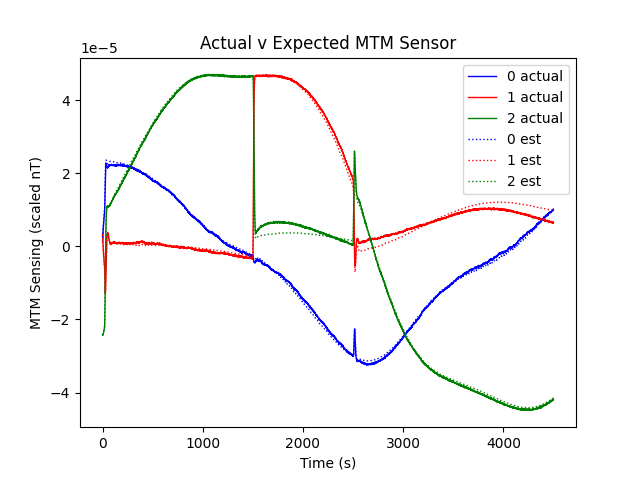 Actual v Expected MTM Sensor
1e−5
4
2
0
−2
−4
MTM Sensing (scaled nT)
0 actual
1 actual
2 actual
0 est
1 est
2 est
0
1000
2000
3000
4000
Time (s)